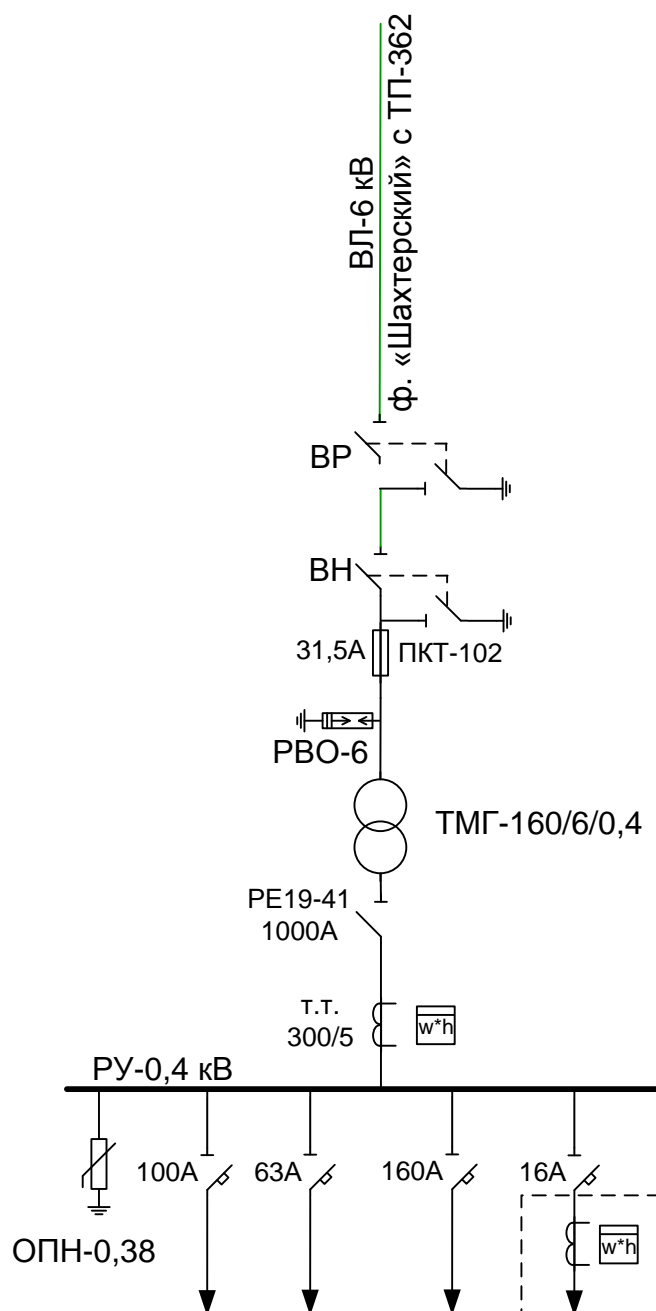 ВЛ-6 кВ
ф. «Шахтерский» с ТП-362
ВР
ВН
31,5А
ПКТ-102
РВО-6
ТМГ-160/6/0,4
РЕ19-41
1000А
т.т.
300/5
w*h
РУ-0,4 кВ
100А
63А
160А
16А
w*h
ОПН-0,38